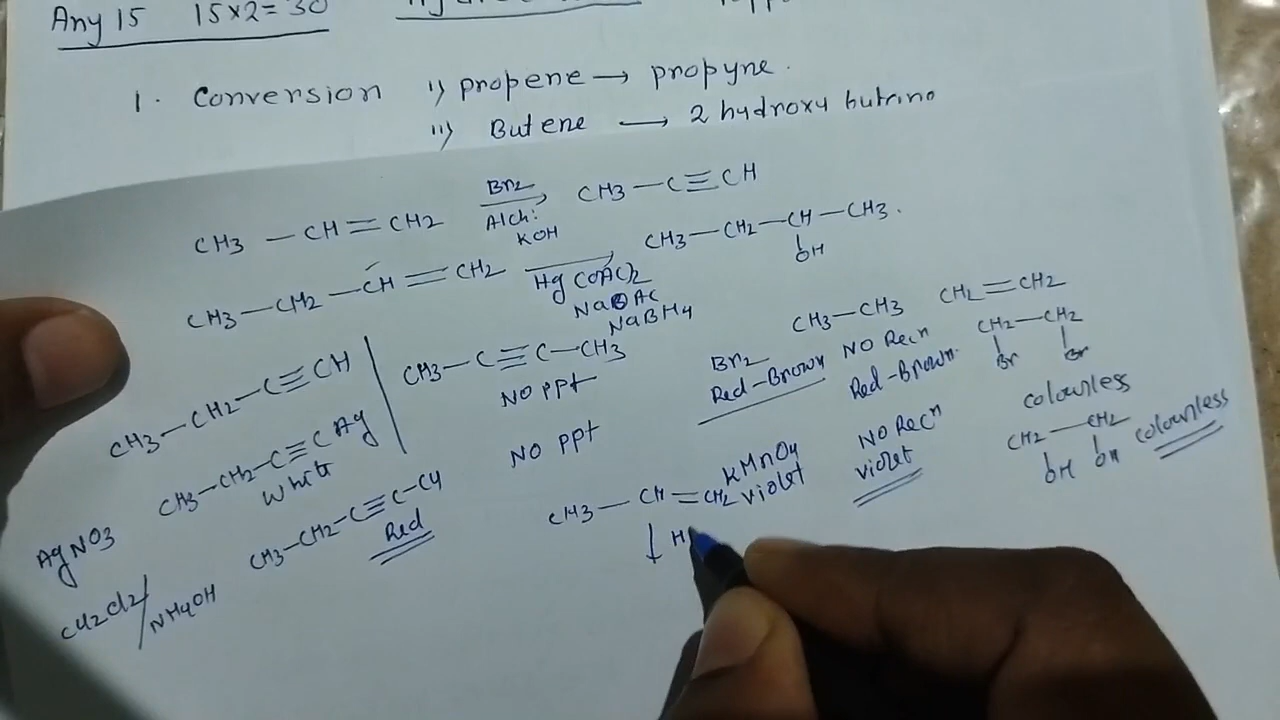 Any 15 15×2=30
1. Conversion i) propene → propyne.
ii) Butene → 2 hydroxy butrino
CH3 — CH = CH2 Br2 Alch: KOH CH3 — C ≡ CH
CH3 — CH2 — CH = CH2 Hg (OAC)2 NaOAC NaBH4 CH3 — CH2 — CH — CH3.
OH
CH3 — CH2 — C ≡ CH
CH3 — C ≡ C — CH3
NO PPt
AgNO3 CH3 — CH2 — C ≡ C Ag
White
NO PPt
Cu2Cl2/NH4OH CH3 — CH2 — C ≡ C — Cu
Red
CH3 — CH3 CH2 = CH2
Br2
Red-Brown
NO Recn
Red-Brown.
CH2 — CH2
Br Br
colourless
KMnO4
violet
NO Recn
violet
CH2 — CH2
OH OH colourless
CH3 — CH = CH2
↓ H